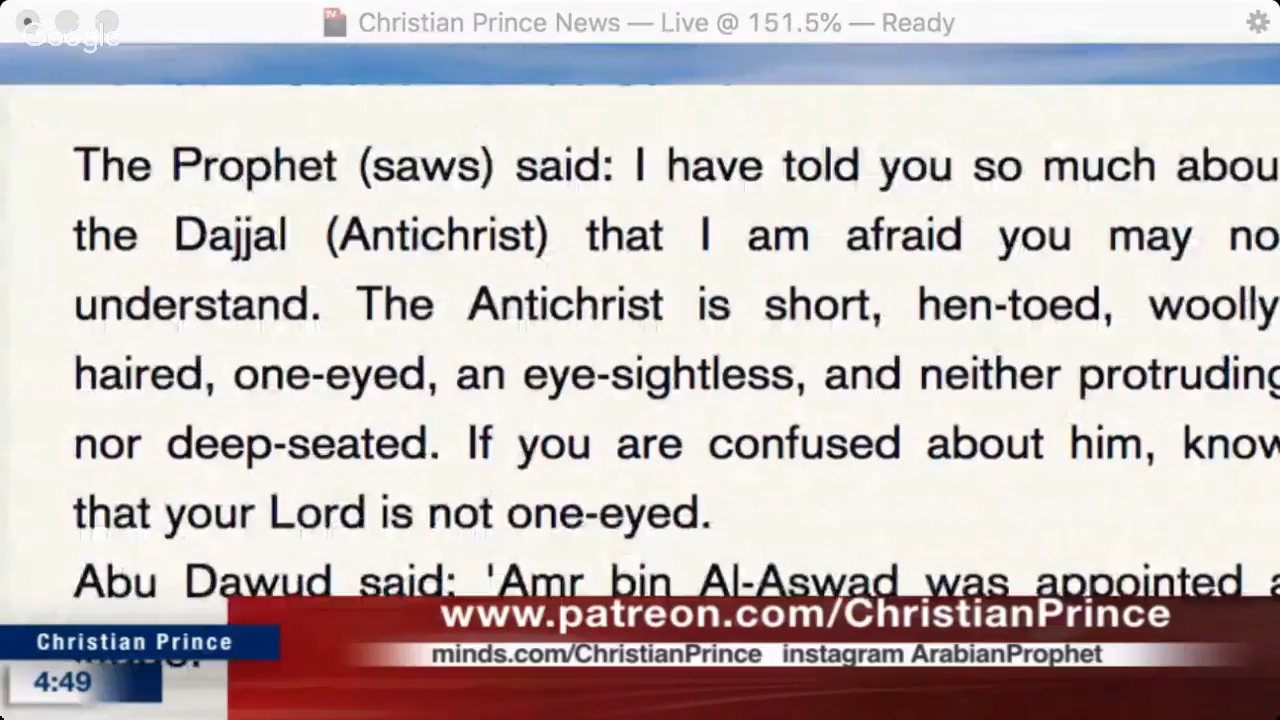 Christian Prince News — Live @ 151.5% — Ready
Google
The Prophet (saws) said: I have told you so much abou
the Dajjal (Antichrist) that I am afraid you may no
understand. The Antichrist is short, hen-toed, woolly
haired, one-eyed, an eye-sightless, and neither protruding
nor deep-seated. If you are confused about him, know
that your Lord is not one-eyed.
Abu Dawud said: 'Amr bin Al-Aswad was appointed a
www.patreon.com/ChristianPrince
Christian Prince
minds.com/ChristianPrince instagram ArabianProphet
4:49